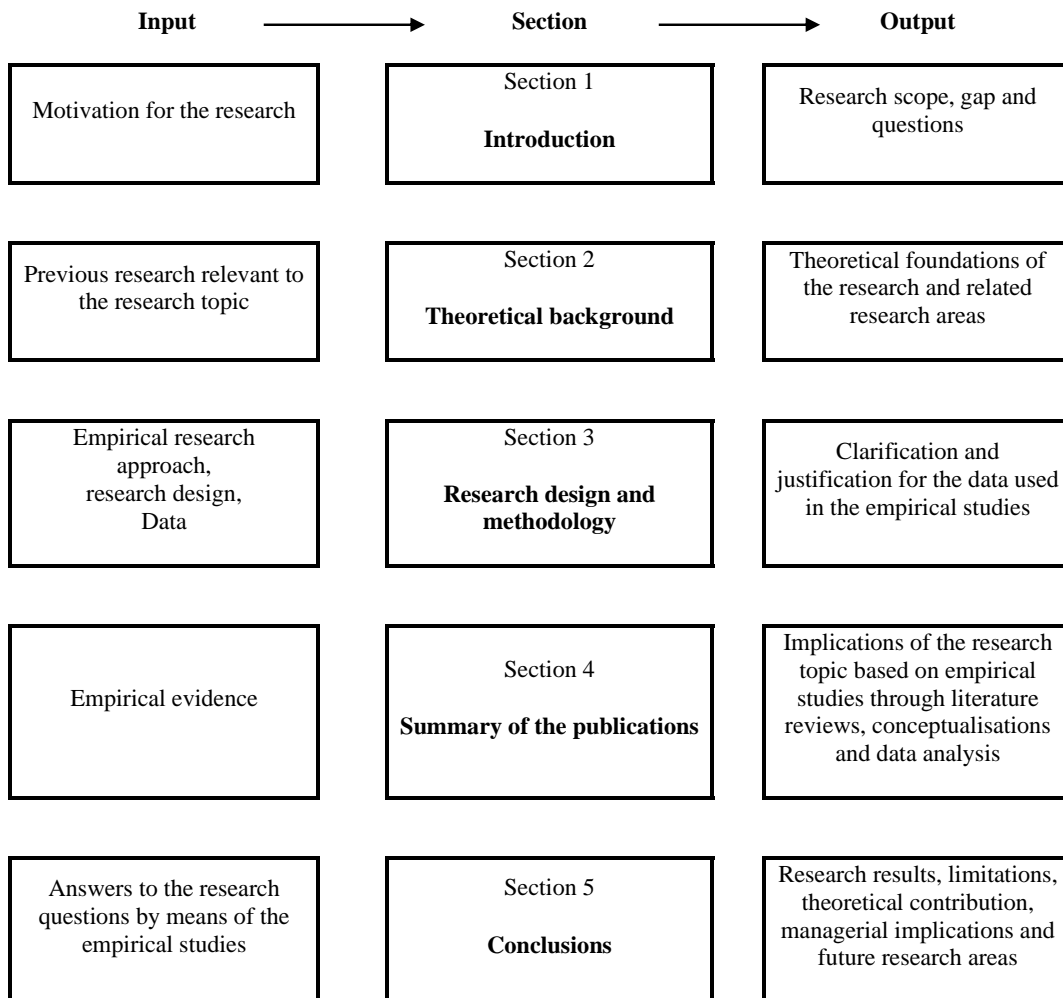 Input
Section
Output
Motivation for the research
Section 1
Introduction
Research scope, gap and
questions
Previous research relevant to
the research topic
Section 2
Theoretical background
Theoretical foundations of
the research and related
research areas
Empirical research
approach,
research design,
Data
Section 3
Research design and
methodology
Clarification and
justification for the data used
in the empirical studies
Empirical evidence
Section 4
Summary of the publications
Implications of the research
topic based on empirical
studies through literature
reviews, conceptualisations
and data analysis
Answers to the research
questions by means of the
empirical studies
Section 5
Conclusions
Research results, limitations,
theoretical contribution,
managerial implications and
future research areas